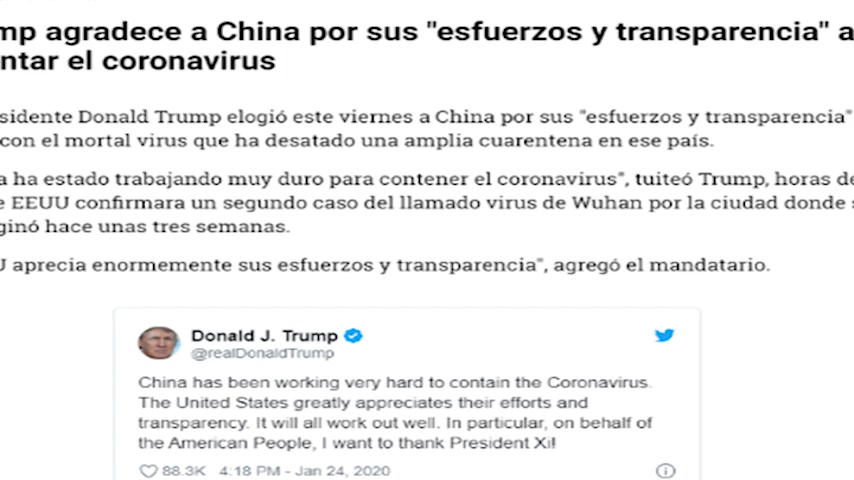 mp agradece a China por sus "esfuerzos y transparencia" a
ntar el coronavirus
sidente Donald Trump elogió este viernes a China por sus "esfuerzos y transparencia"
con el mortal virus que ha desatado una amplia cuarentena en ese país.
a ha estado trabajando muy duro para contener el coronavirus", tuiteó Trump, horas de
e EEUU confirmara un segundo caso del llamado virus de Wuhan por la ciudad donde s
ginó hace unas tres semanas.
U aprecia enormemente sus esfuerzos y transparencia", agregó el mandatario.
Donald J. Trump
@realDonaldTrump
China has been working very hard to contain the Coronavirus.
The United States greatly appreciates their efforts and
transparency. It will all work out well. In particular, on behalf of
the American People, I want to thank President Xi!
88.3K 4:18 PM - Jan 24, 2020